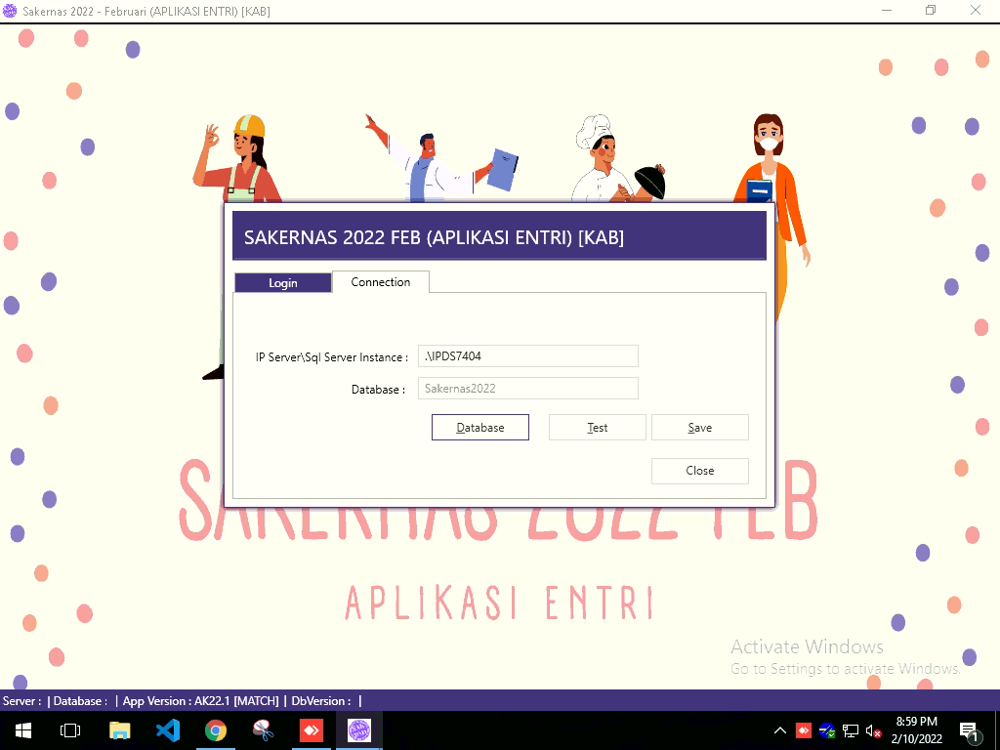 Sakernas 2022 - Februari (APLIKASI ENTRI) [KAB]
SAKERNAS 2022 FEB (APLIKASI ENTRI) [KAB]
Login
Connection
IP Server\Sql Server Instance :
.\IPDS7404
Database :
Sakernas2022
Database
Test
Save
Close
SAKERNAS 2022 FEB
APLIKASI ENTRI
Activate Windows
Go to Settings to activate Windows.
Server : | Database : | App Version : AK22.1 [MATCH] | DbVersion : |
8:59 PM
2/10/2022
1